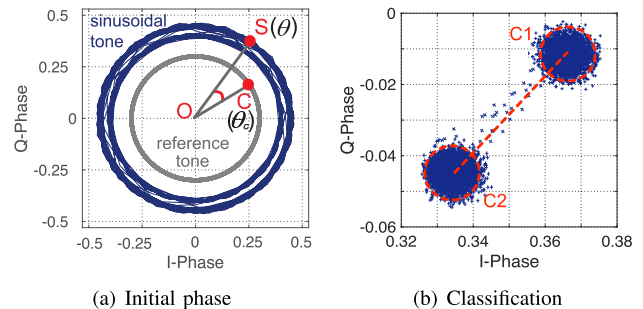 sinusoidal
tone
S(θ)
O
C
(θc)
reference
tone
0.5
0.25
0
-0.25
-0.5
Q-Phase
-0.5
-0.25
0
0.25
0.5
I-Phase
(a) Initial phase
C1
C2
0
-0.02
-0.04
-0.06
Q-Phase
0.32
0.34
0.36
0.38
I-Phase
(b) Classification